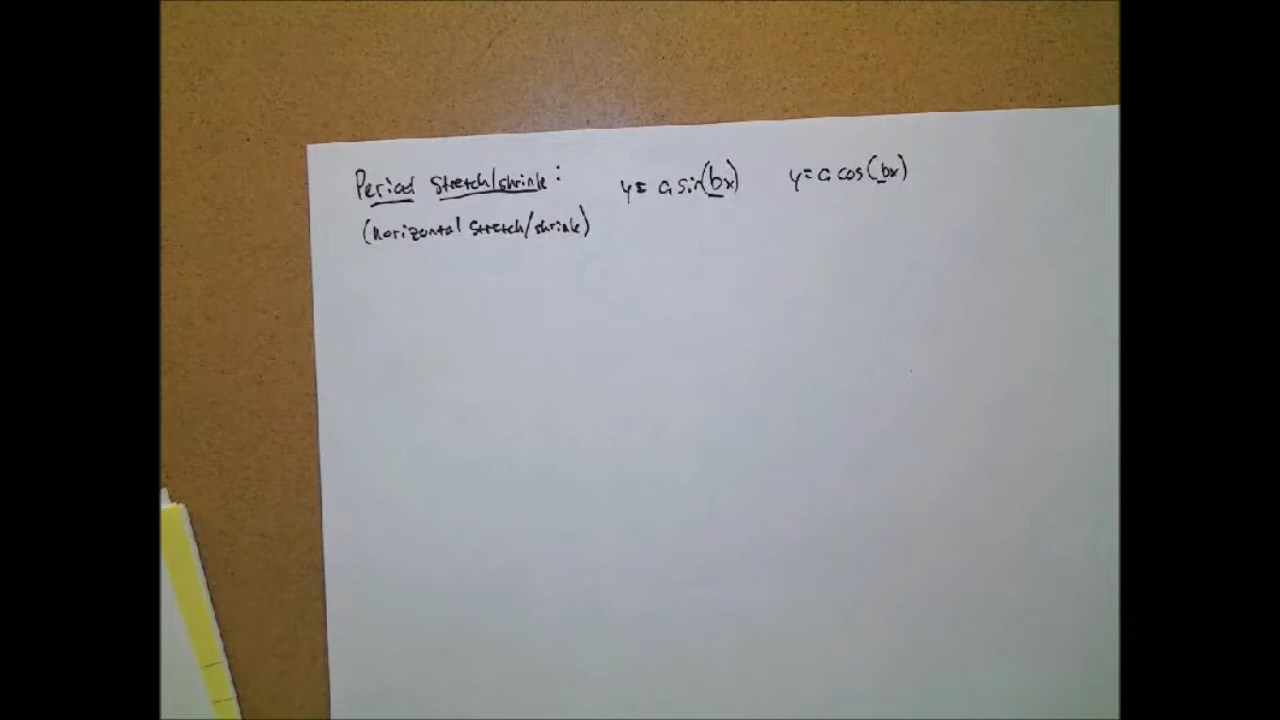 Period stretch/shrink: y = a sin(bx) y = a cos(bx)
(horizontal stretch/shrink)